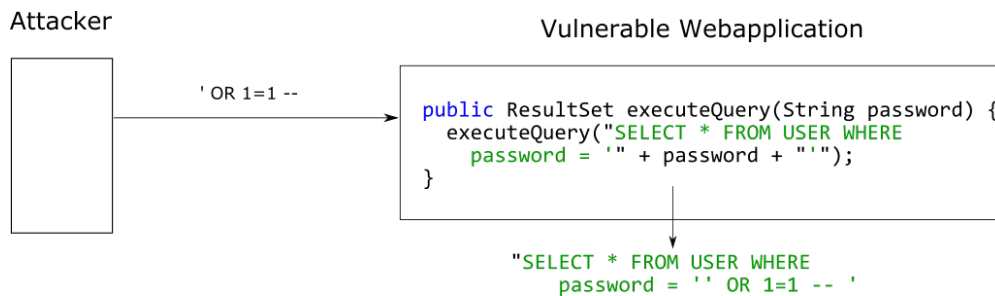 Attacker
Vulnerable Webapplication
' OR 1=1 --
public ResultSet executeQuery(String password) {
executeQuery("SELECT * FROM USER WHERE
password = '" + password + "'");
}
"SELECT * FROM USER WHERE
password = '' OR 1=1 -- '